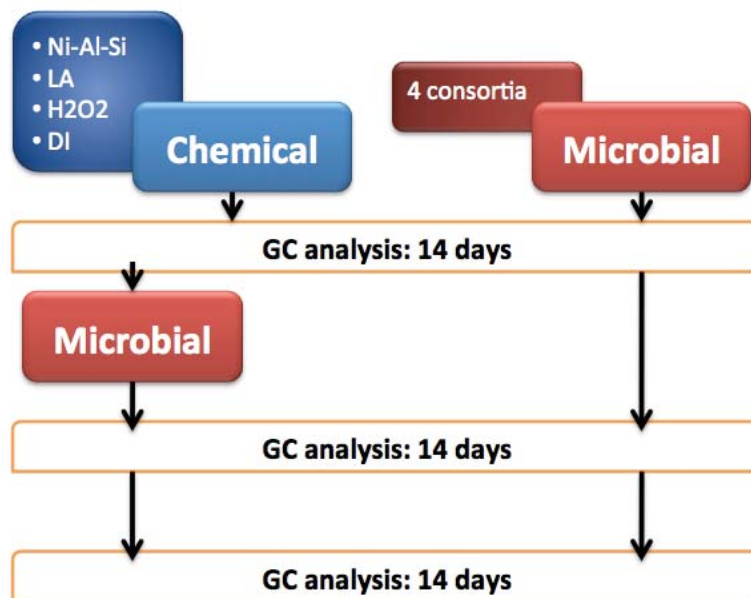 • Ni-Al-Si
• LA
• H2O2
• DI
Chemical
4 consortia
Microbial
GC analysis: 14 days
Microbial
GC analysis: 14 days
GC analysis: 14 days